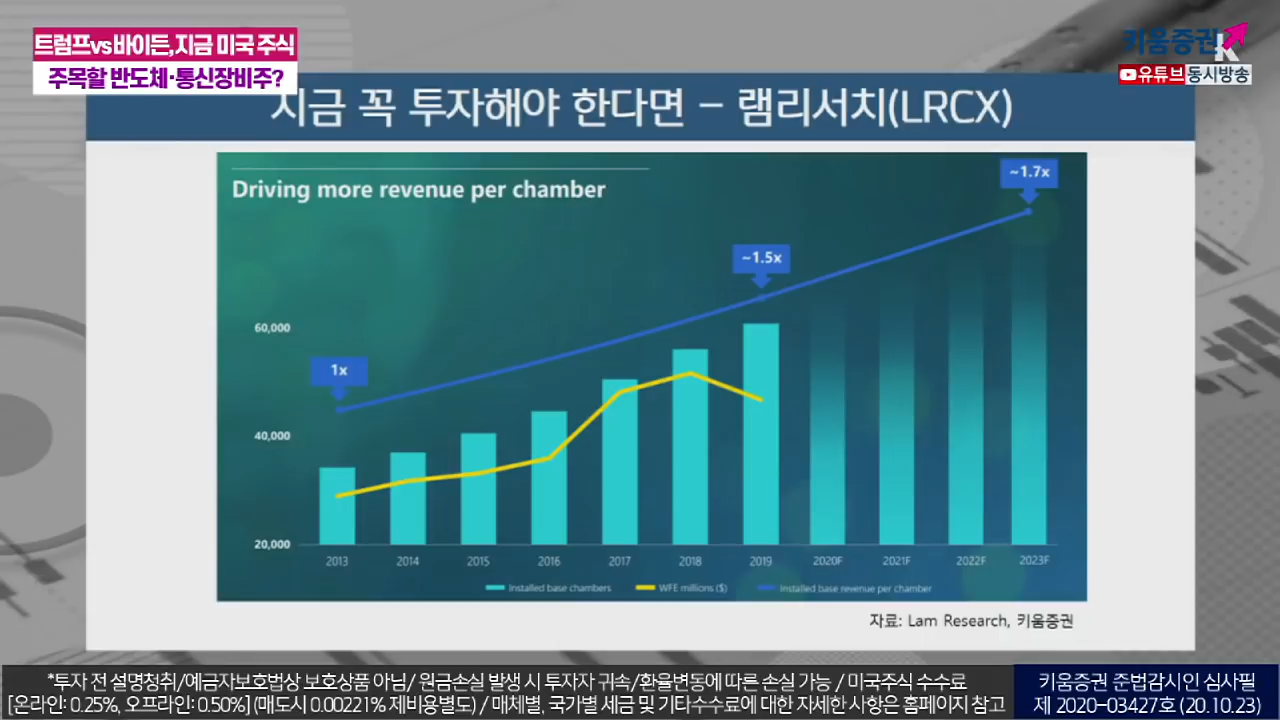 트럼프vs바이든,지금 미국 주식
주목할 반도체·통신장비주?
키움증권
유튜브동시방송
지금 꼭 투자해야 한다면 - 램리서치(LRCX)
Driving more revenue per chamber
~1.7x
~1.5x
1x
60,000
40,000
20,000
2013 2014 2015 2016 2017 2018 2019 2020F 2021F 2022F 2023F
Installed base chambers WFE millions ($) Installed base revenue per chamber
자료: Lam Research, 키움증권
*투자 전 설명청취/예금자보호법상 보호상품 아님/ 원금손실 발생 시 투자자 귀속/환율변동에 따른 손실 가능 / 미국주식 수수료
[온라인: 0.25%, 오프라인: 0.50%] (매도시 0.00221% 제비용별도) / 매체별, 국가별 세금 및 기타수수료에 대한 자세한 사항은 홈페이지 참고
키움증권 준법감시인 심사필
제 2020-03427호 (20.10.23)